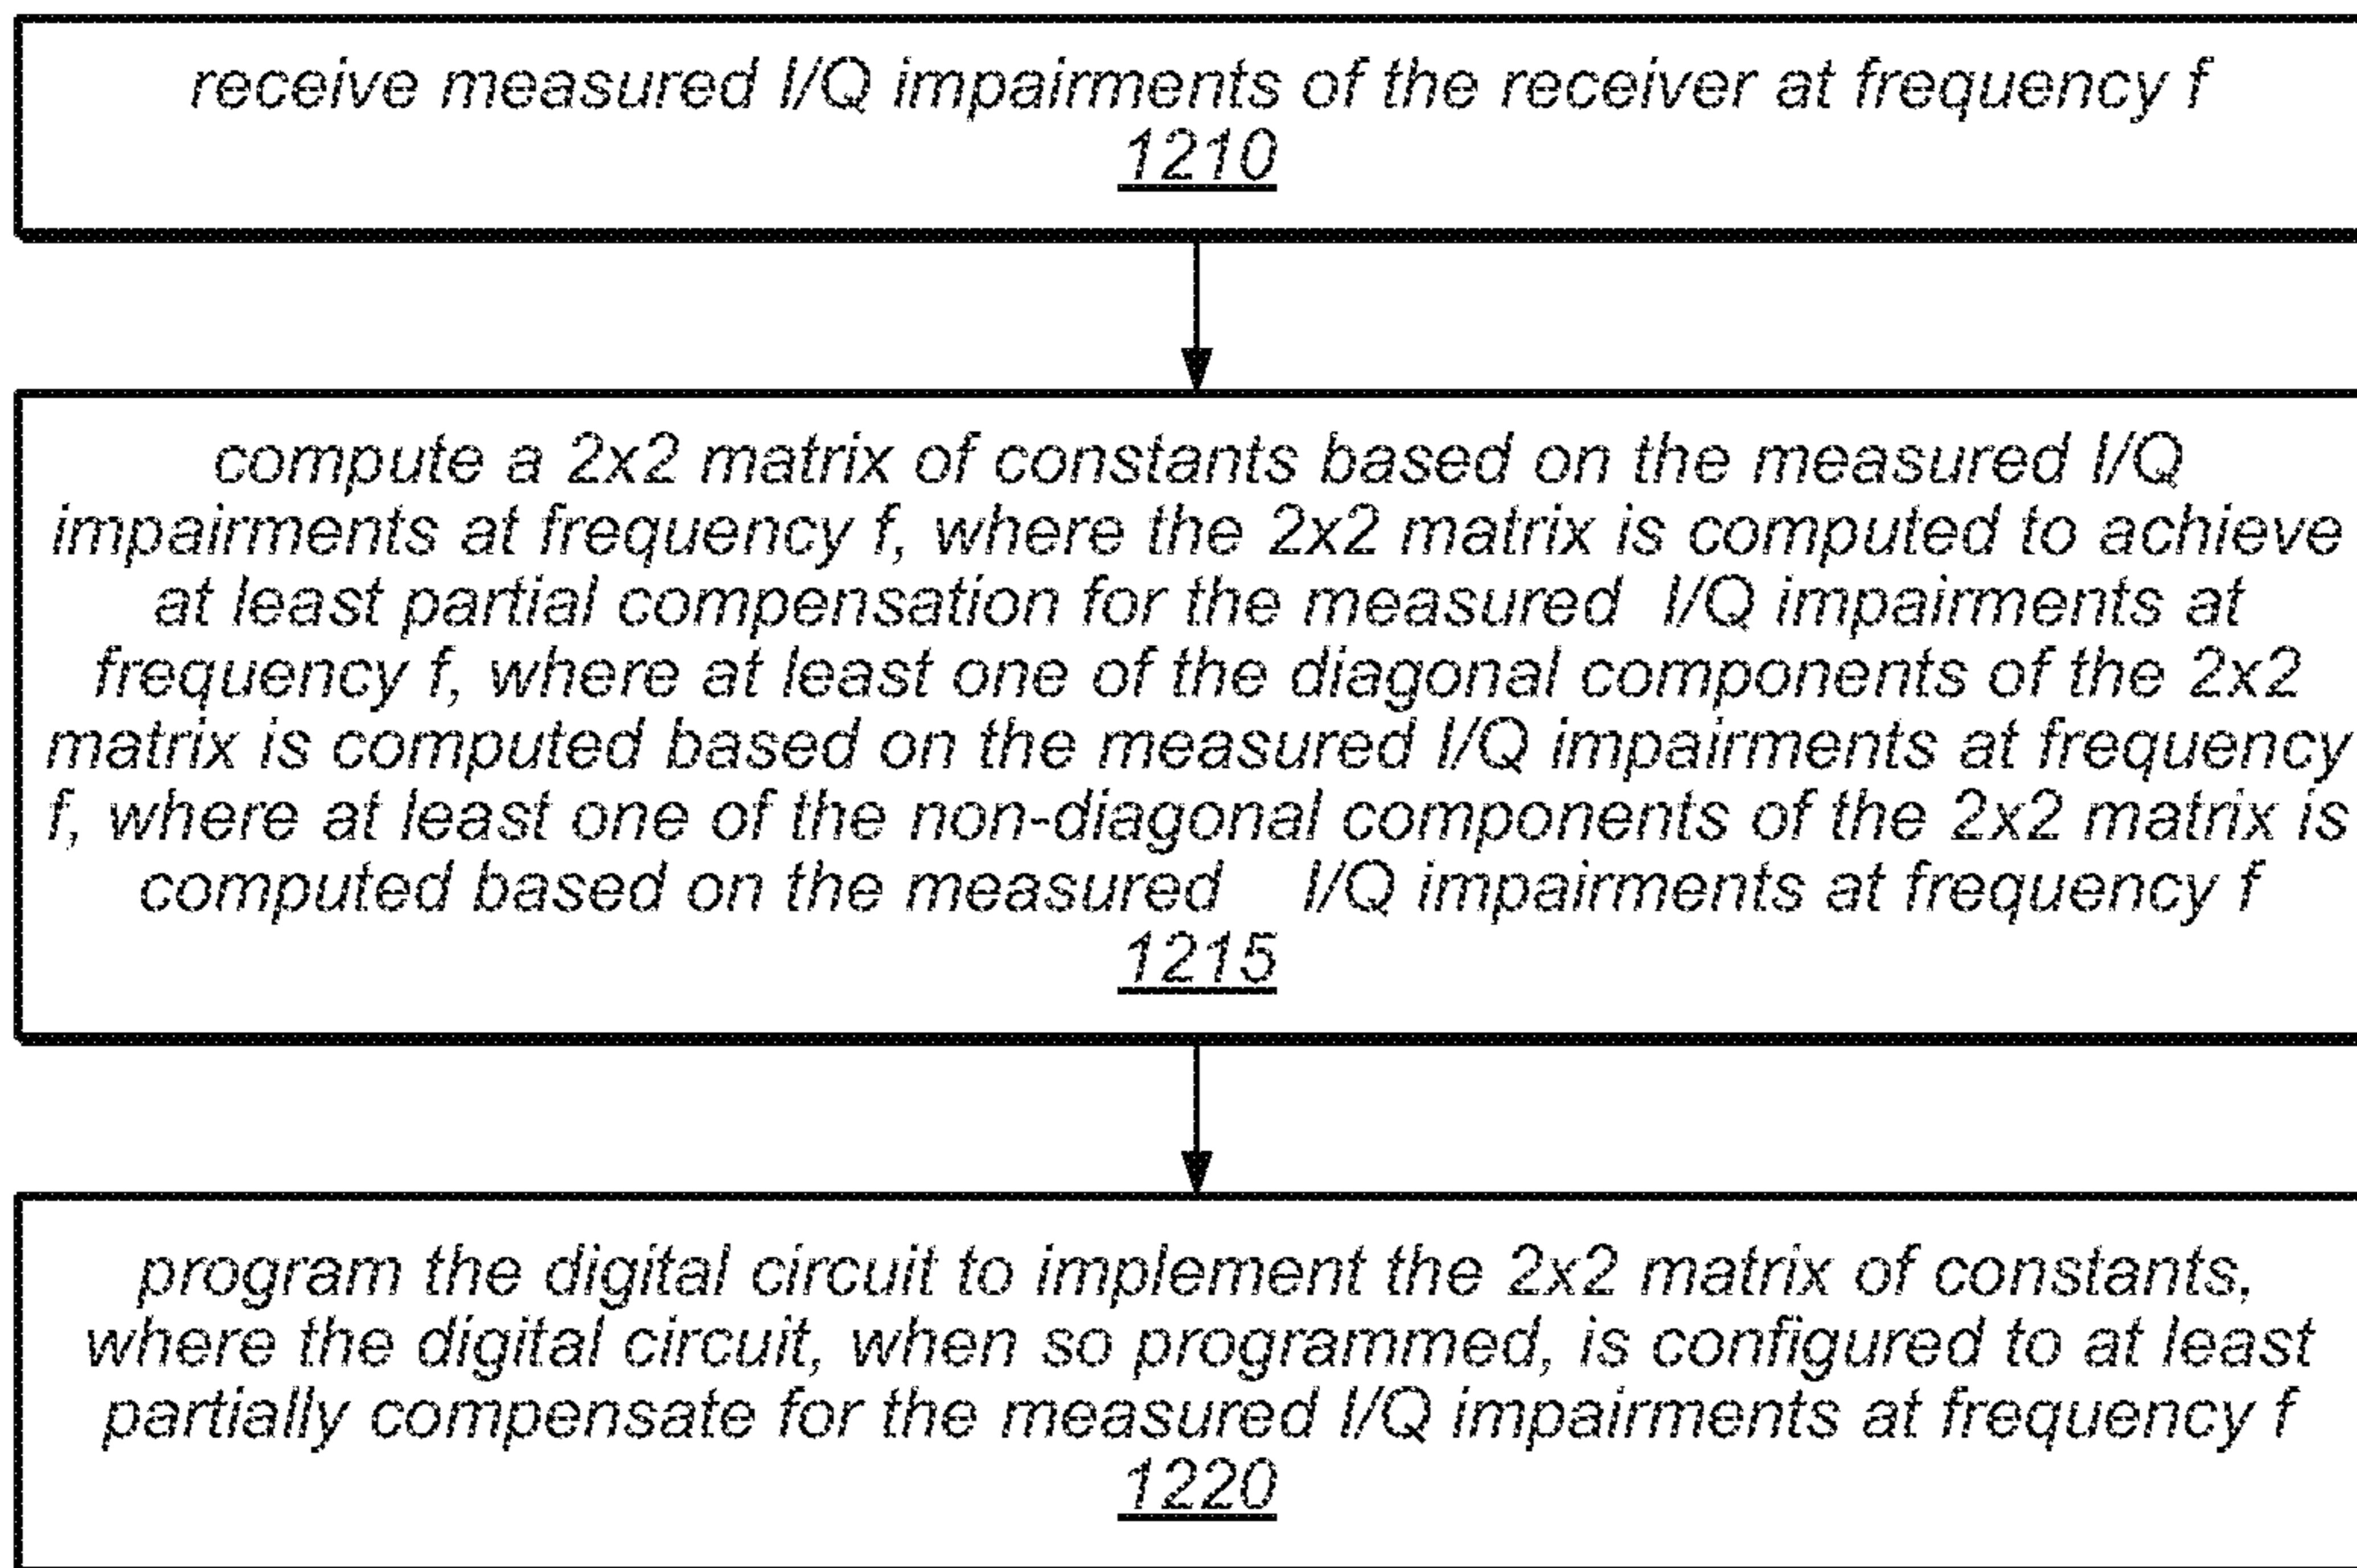 receive measured I/Q impairments of the receiver at frequency f
1210
compute a 2x2 matrix of constants based on the measured I/Q
impairments at frequency f, where the 2x2 matrix is computed to achieve
at least partial compensation for the measured I/Q impairments at
frequency f, where at least one of the diagonal components of the 2x2
matrix is computed based on the measured I/Q impairments at frequency
f, where at least one of the non-diagonal components of the 2x2 matrix is
computed based on the measured I/Q impairments at frequency f
1215
program the digital circuit to implement the 2x2 matrix of constants,
where the digital circuit, when so programmed, is configured to at least
partially compensate for the measured I/Q impairments at frequency f
1220